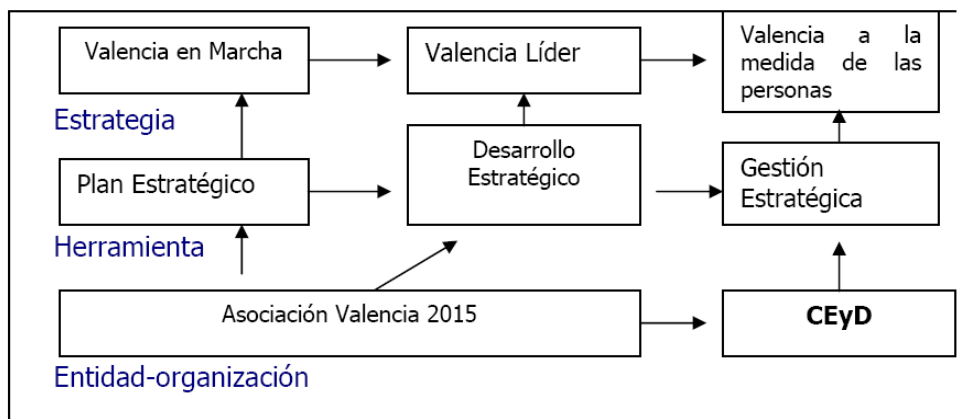 Valencia en Marcha
Valencia Líder
Valencia a la
medida de las
personas
Estrategia
Plan Estratégico
Desarrollo
Estratégico
Gestión
Estratégica
Herramienta
Asociación Valencia 2015
CEyD
Entidad-organización